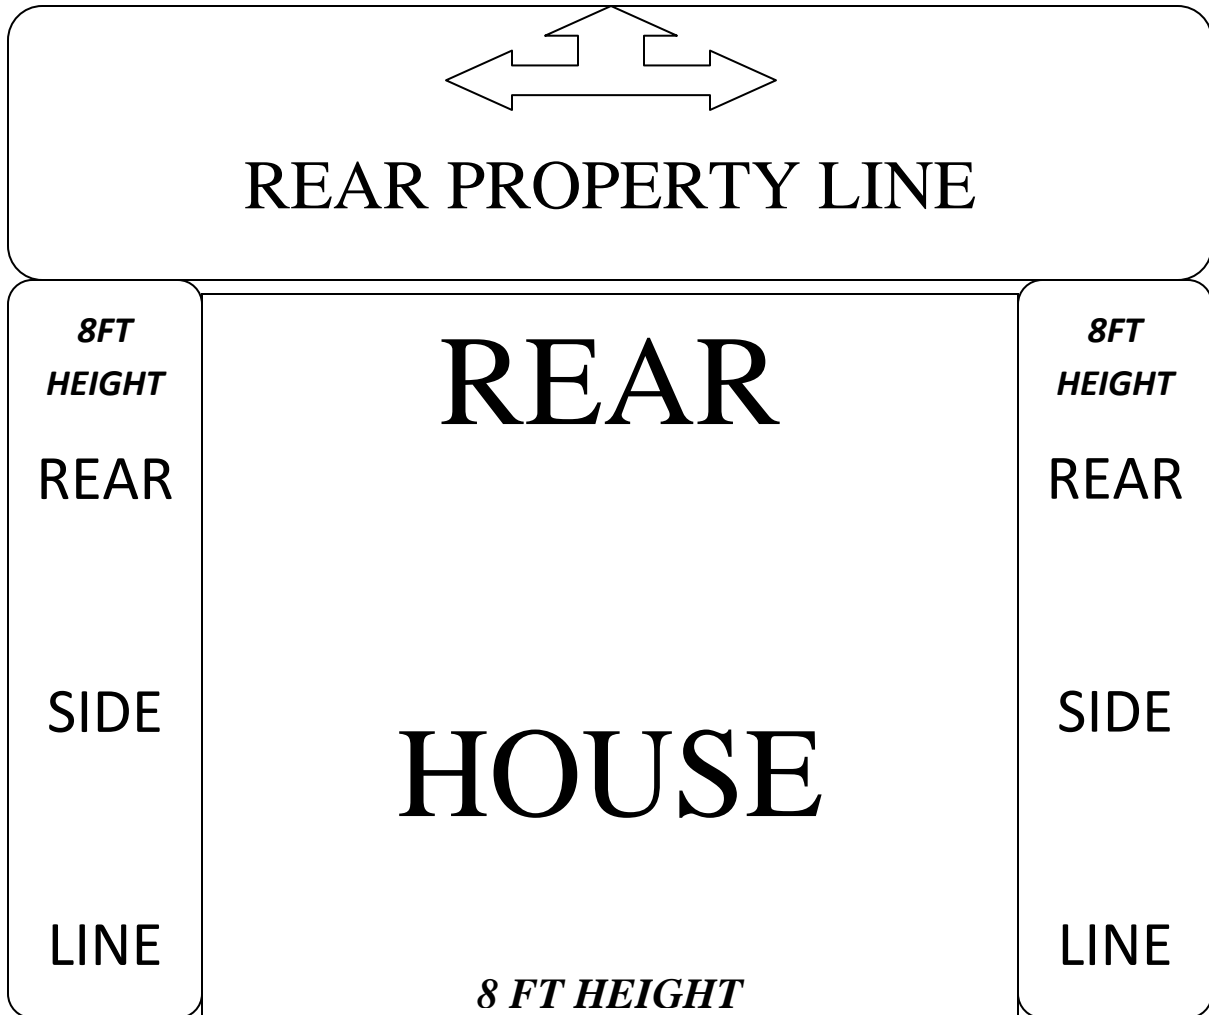 REAR PROPERTY LINE
8FT
HEIGHT
REAR
SIDE
LINE
REAR
HOUSE
8 FT HEIGHT
8FT
HEIGHT
REAR
SIDE
LINE